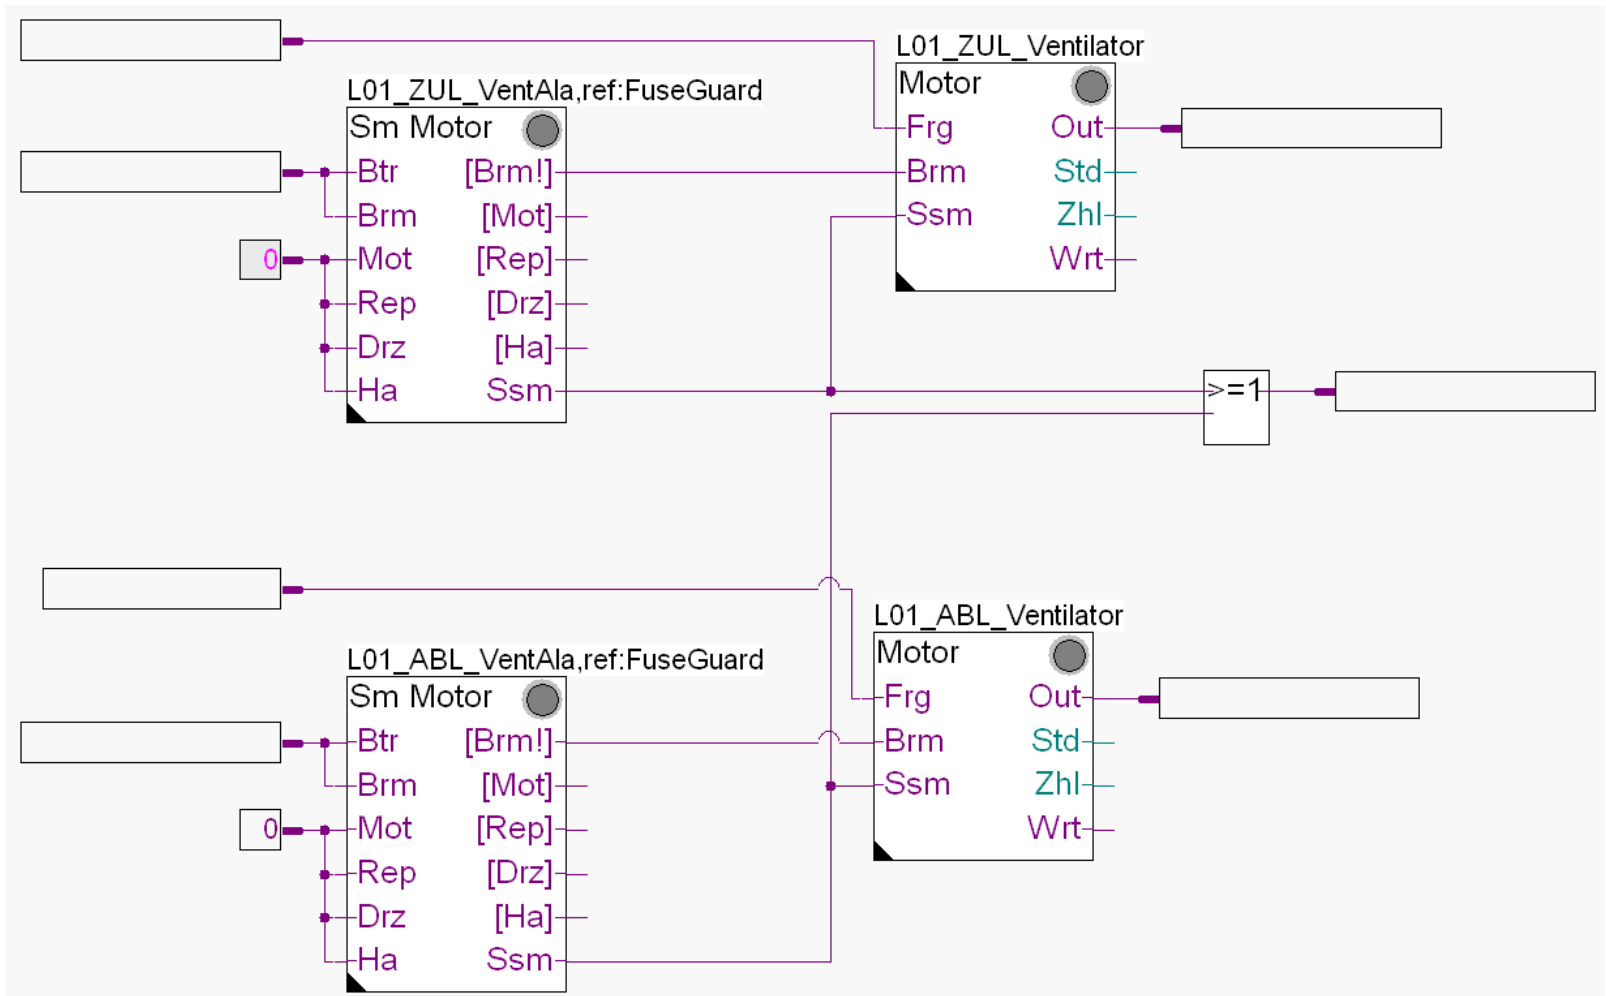 L01_ZUL_Ventilator
Motor
Frg Out
Brm Std
Ssm Zhl
Wrt
L01_ZUL_VentAla,ref:FuseGuard
Sm Motor
Btr [Brm!]
Brm [Mot]
0
Mot [Rep]
Rep [Drz]
Drz [Ha]
Ha Ssm
>=1
L01_ABL_Ventilator
Motor
Frg Out
Brm Std
Ssm Zhl
Wrt
L01_ABL_VentAla,ref:FuseGuard
Sm Motor
Btr [Brm!]
Brm [Mot]
0
Mot [Rep]
Rep [Drz]
Drz [Ha]
Ha Ssm